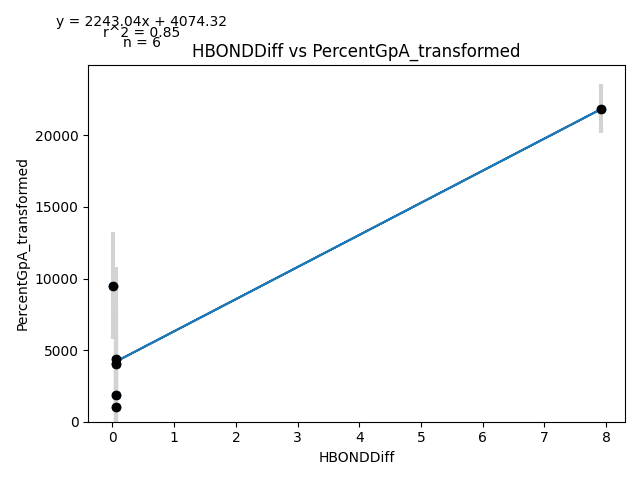 y = 2243.04x + 4074.32
r^2 = 0.85
n = 6
HBONDDiff vs PercentGpA_transformed
20000
15000
10000
5000
0
PercentGpA_transformed
0 1 2 3 4 5 6 7 8
HBONDDiff